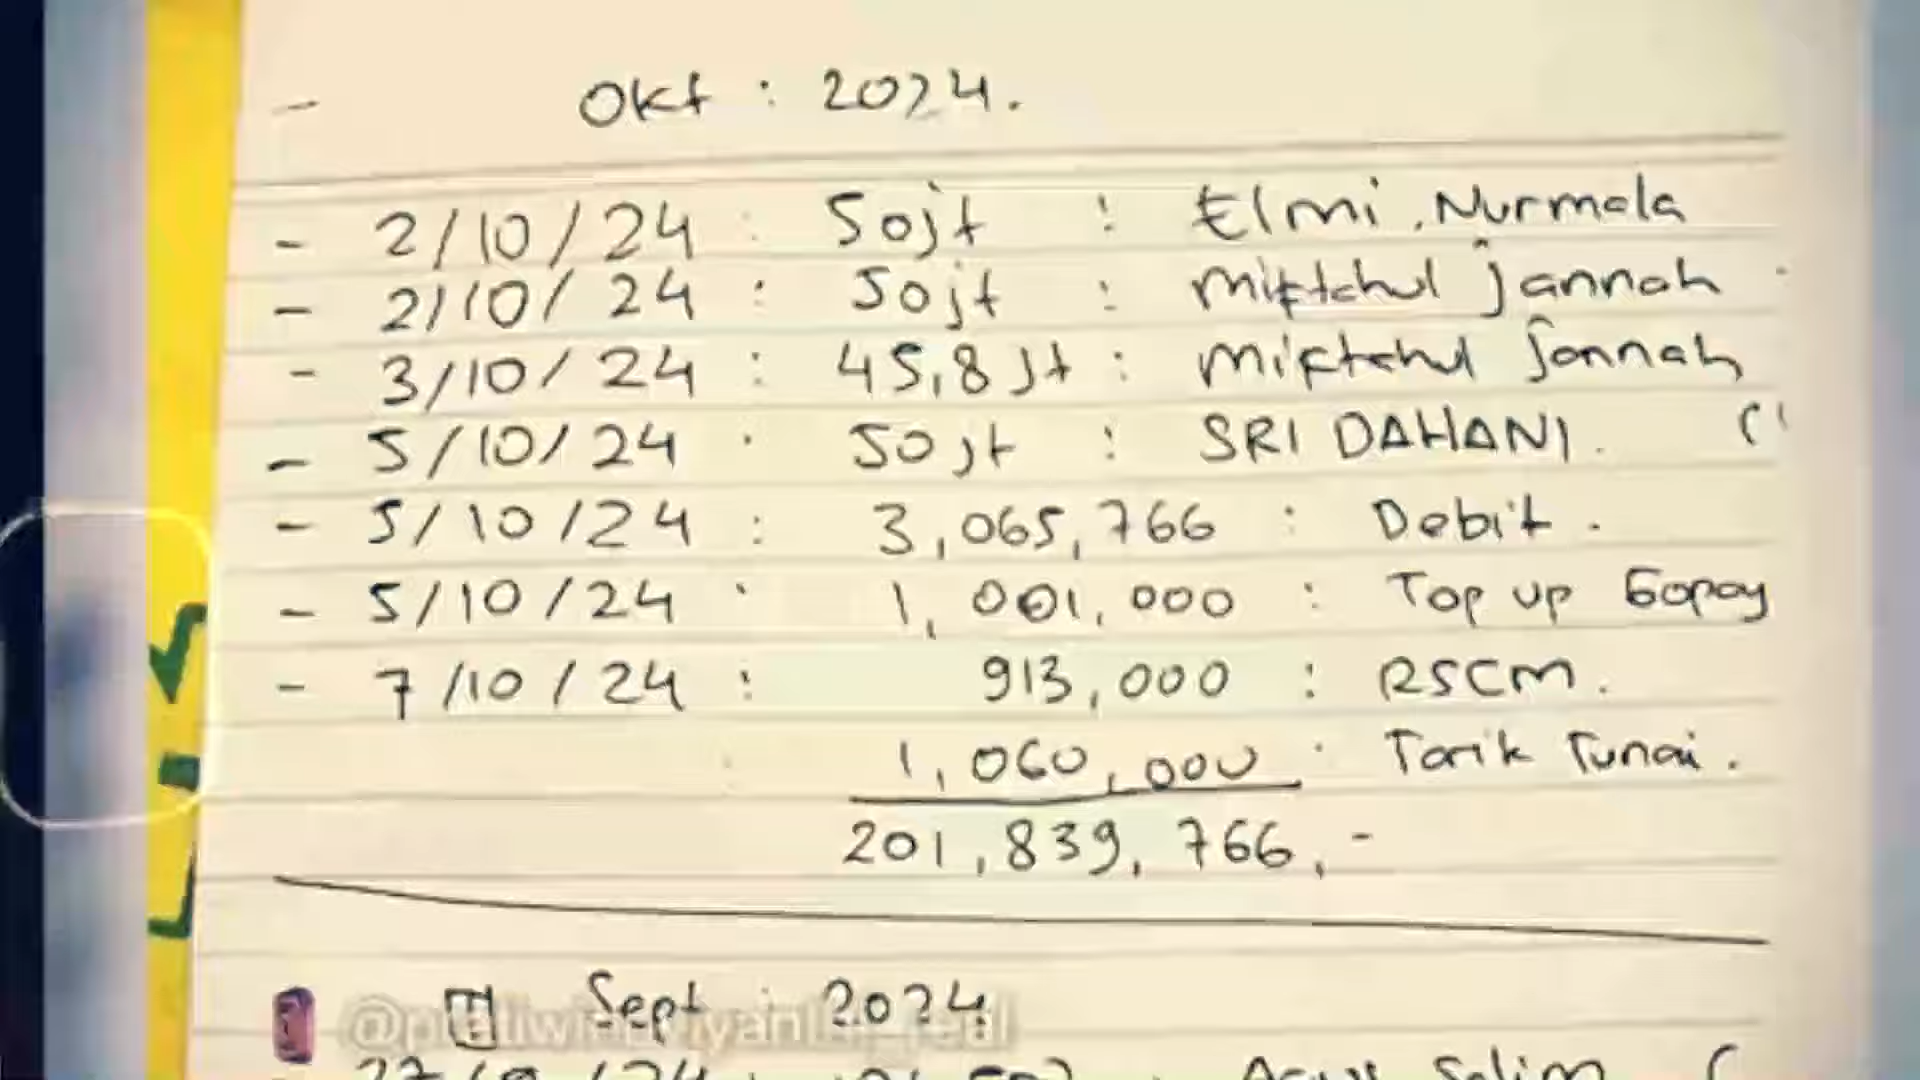 - Okt : 2024.
- 2/10/24 : 50jt : Elmi Nurmala
- 2/10/24 : 50jt : Miftahul Jannah
- 3/10/24 : 45,8jt : Miftahul Jannah
- 5/10/24 : 50jt : SRI DAHANI. (
- 5/10/24 : 3,065,766 : Debit.
- 5/10/24 : 1,001,000 : Top up Gopay
- 7/10/24 : 913,000 : RSCM.
1,060,000 : Tarik Tunai.
201,839,766,-
Sept : 2024
Agus Salim (